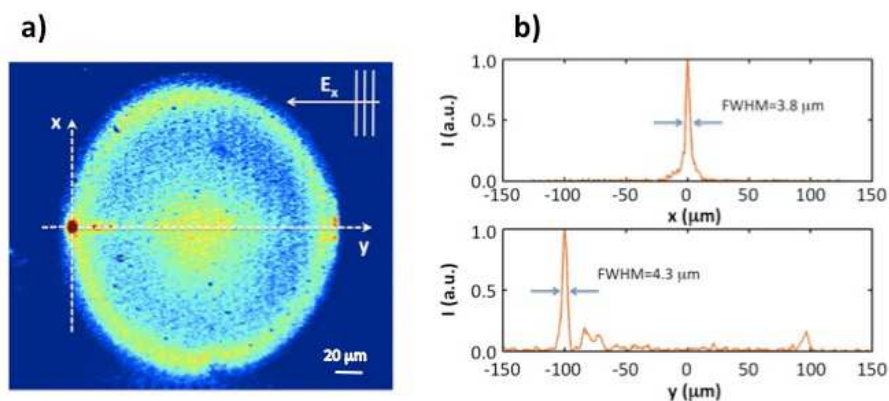 a)
b)
E_x
x
y
20 μm
1.0
I (a.u.)
0.5
0.0
FWHM=3.8 μm
-150 -100 -50 0 50 100 150
x (μm)
1.0
I (a.u.)
0.5
0.0
FWHM=4.3 μm
-150 -100 -50 0 50 100 150
y (μm)